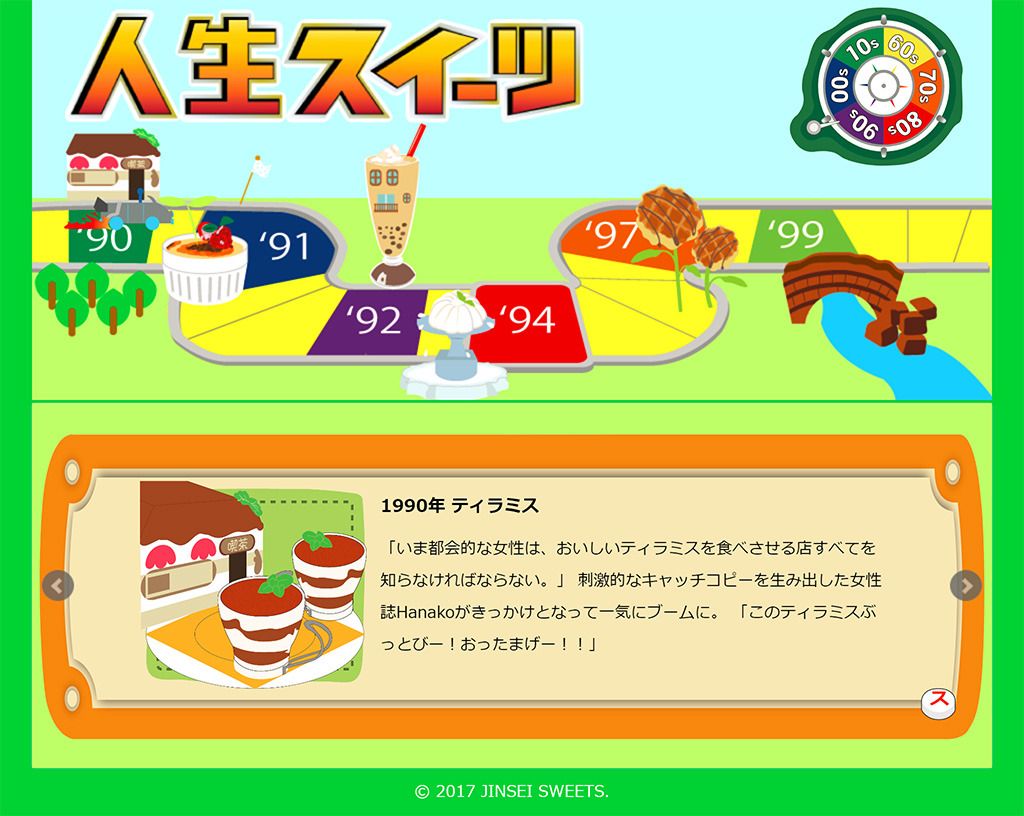 人生スイーツ
10s
60s
70s
80s
90s
00s
喫茶
‘90
‘91
‘92
‘94
‘97
‘99
喫茶
1990年 ティラミス
「いま都会的な女性は、おいしいティラミスを食べさせる店すべてを
知らなければならない。」 刺激的なキャッチコピーを生み出した女性
誌Hanakoがきっかけとなって一気にブームに。 「このティラミスぶ
っとびー！おったまげー！！」
ス
© 2017 JINSEI SWEETS.